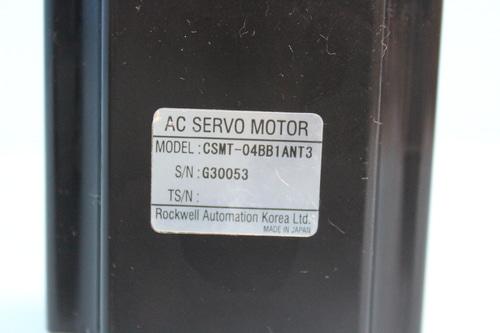 AC SERVO MOTOR
MODEL : CSMT-04BB1ANT3
S/N : G30053
TS/N :
Rockwell Automation Korea Ltd.
MADE IN JAPAN